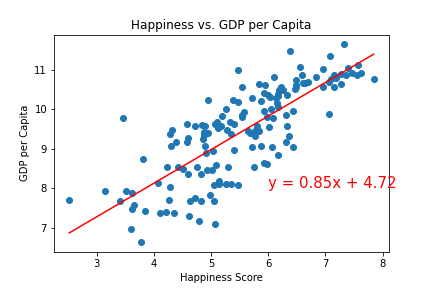 Happiness vs. GDP per Capita
11
10
9
8
7
GDP per Capita
y = 0.85x + 4.72
3 4 5 6 7 8
Happiness Score